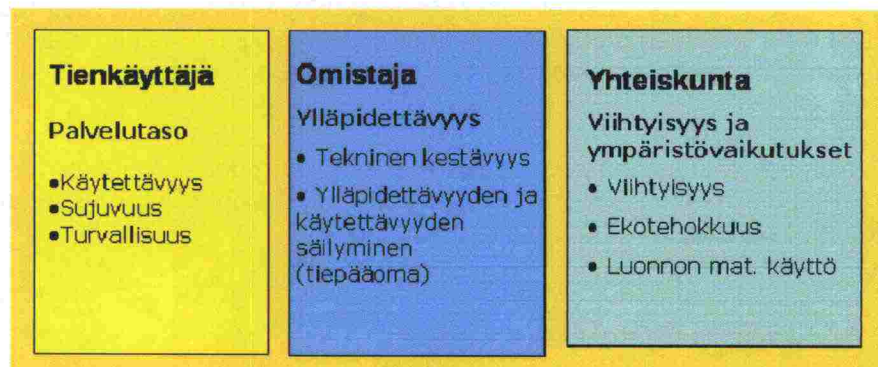 Tienkäyttäjä
Palvelutaso
•Käytettävyys
•Sujuvuus
•Turvallisuus
Omistaja
Ylläpidettävyys
• Tekninen kestävyys
• Ylläpidettävyyden ja
käytettävyyden
säilyminen
(tiepääoma)
Yhteiskunta
Viihtyisyys ja
ympäristövaikutukset
• Viihtyisyys
• Ekotehokkuus
• Luonnon mat. käyttö